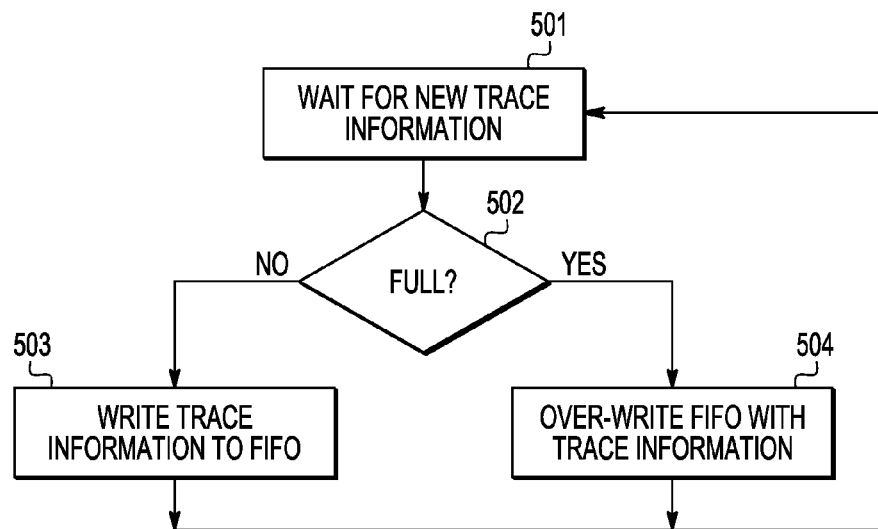 501
WAIT FOR NEW TRACE
INFORMATION
502
NO
FULL?
YES
503
WRITE TRACE
INFORMATION TO FIFO
504
OVER-WRITE FIFO WITH
TRACE INFORMATION